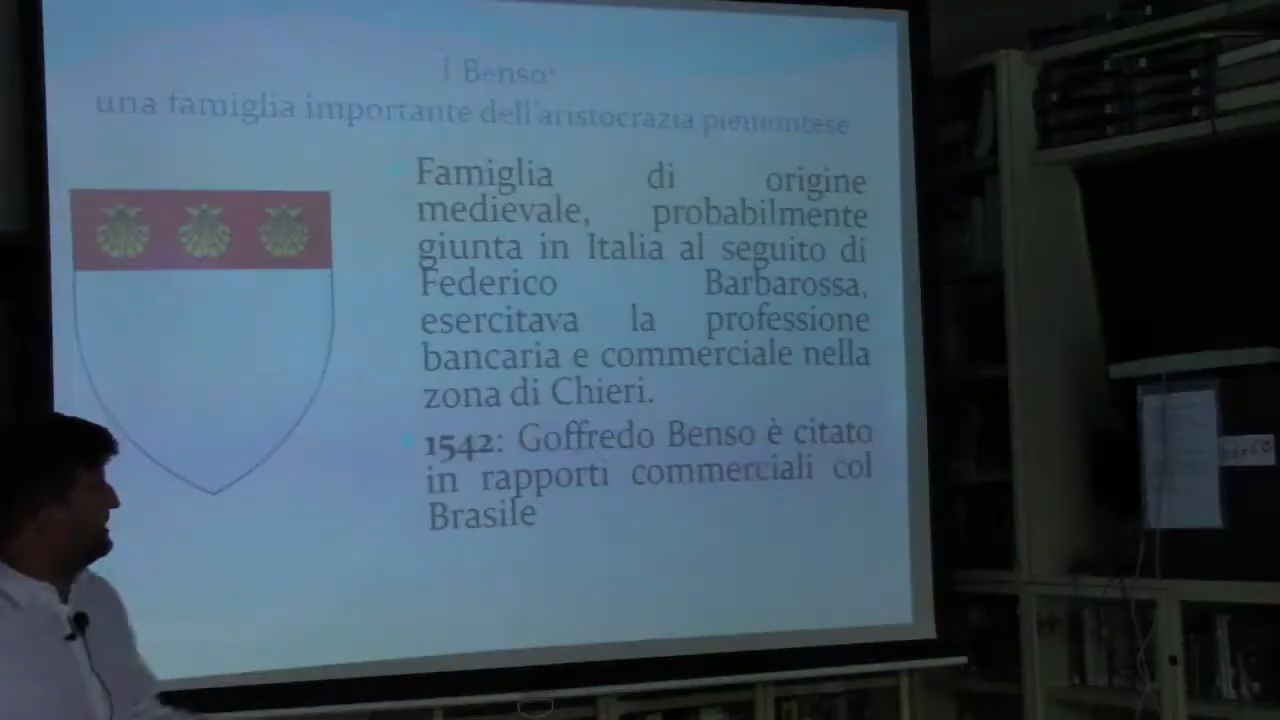 I Benso:
una famiglia importante dell'aristocrazia piemontese
Famiglia di origine
medievale, probabilmente
giunta in Italia al seguito di
Federico Barbarossa,
esercitava la professione
bancaria e commerciale nella
zona di Chieri.
1542: Goffredo Benso è citato
in rapporti commerciali col
Brasile